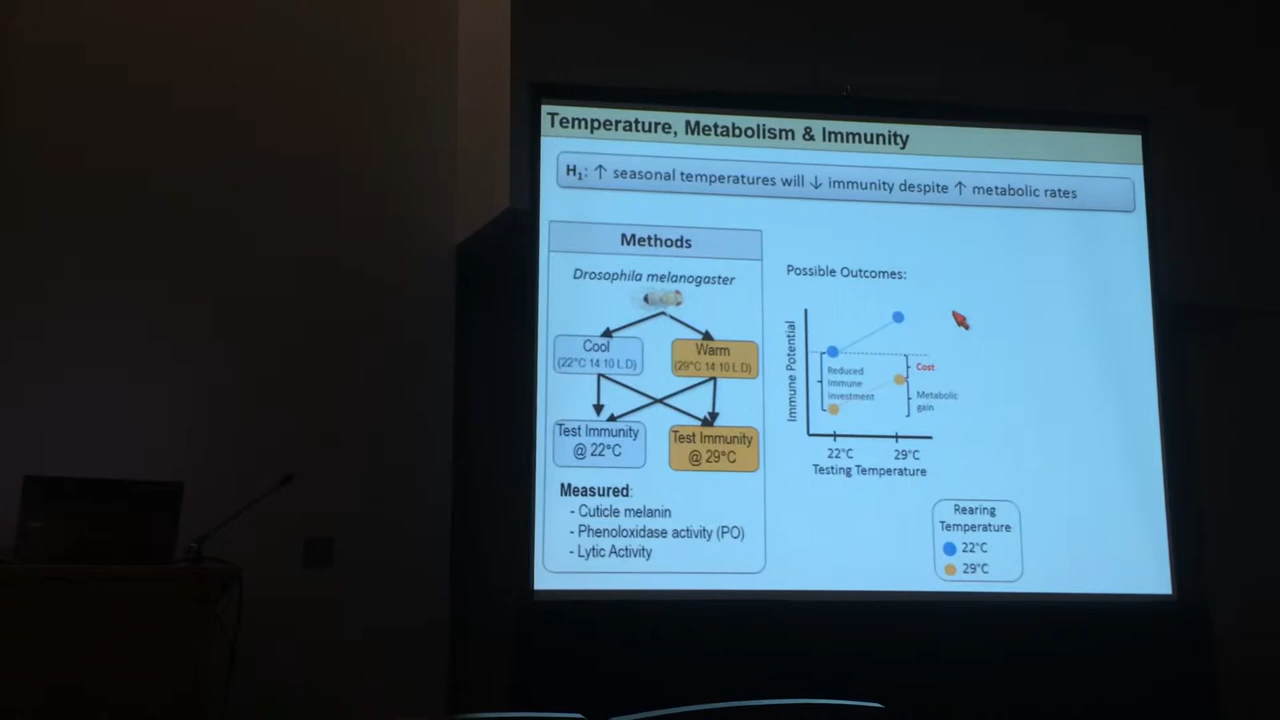 Temperature, Metabolism & Immunity
H₁: ↑ seasonal temperatures will ↓ immunity despite ↑ metabolic rates
Methods
Drosophila melanogaster
Cool
(22°C 14:10 L:D)
Warm
(29°C 14:10 L:D)
Test Immunity
@ 22°C
Test Immunity
@ 29°C
Measured:
- Cuticle melanin
- Phenoloxidase activity (PO)
- Lytic Activity
Possible Outcomes:
Immune Potential
Reduced
Immune
investment
Cost
Metabolic
gain
22°C
29°C
Testing Temperature
Rearing
Temperature
22°C
29°C